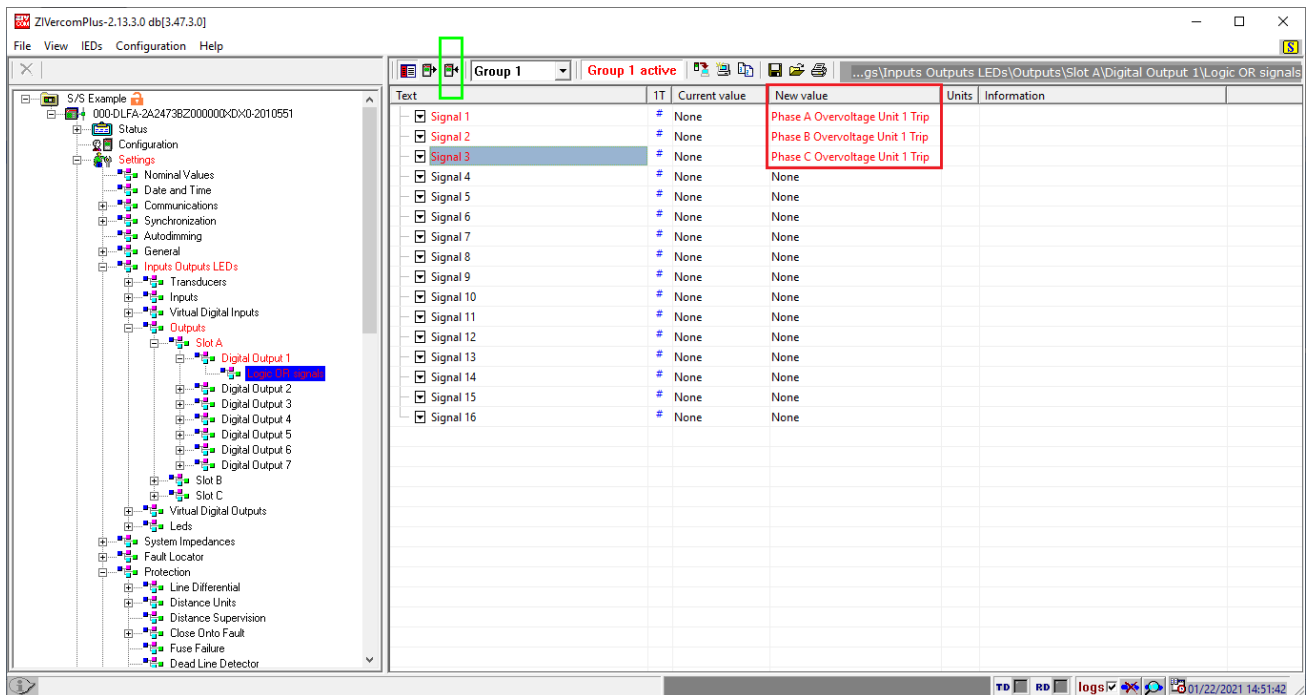 ZIVercomPlus-2.13.3.0 db[3.47.3.0]
File View IEDs Configuration Help
S
Group 1
Group 1 active
...gs\Inputs Outputs LEDs\Outputs\Slot A\Digital Output 1\Logic OR signals
S/S Example
000-DLFA-2A2473BZ000000XDX0-2010551
Status
Configuration
Settings
Nominal Values
Date and Time
Communications
Synchronization
Autodimming
General
Inputs Outputs LEDs
Transducers
Inputs
Virtual Digital Inputs
Outputs
Slot A
Digital Output 1
Logic OR signals
Digital Output 2
Digital Output 3
Digital Output 4
Digital Output 5
Digital Output 6
Digital Output 7
Slot B
Slot C
Virtual Digital Outputs
Leds
System Impedances
Fault Locator
Protection
Line Differential
Distance Units
Distance Supervision
Close Onto Fault
Fuse Failure
Dead Line Detector
Text 1T Current value New value Units Information
Signal 1 # None Phase A Overvoltage Unit 1 Trip
Signal 2 # None Phase B Overvoltage Unit 1 Trip
Signal 3 # None Phase C Overvoltage Unit 1 Trip
Signal 4 # None None
Signal 5 # None None
Signal 6 # None None
Signal 7 # None None
Signal 8 # None None
Signal 9 # None None
Signal 10 # None None
Signal 11 # None None
Signal 12 # None None
Signal 13 # None None
Signal 14 # None None
Signal 15 # None None
Signal 16 # None None
TD RD logs 01/22/2021 14:51:42